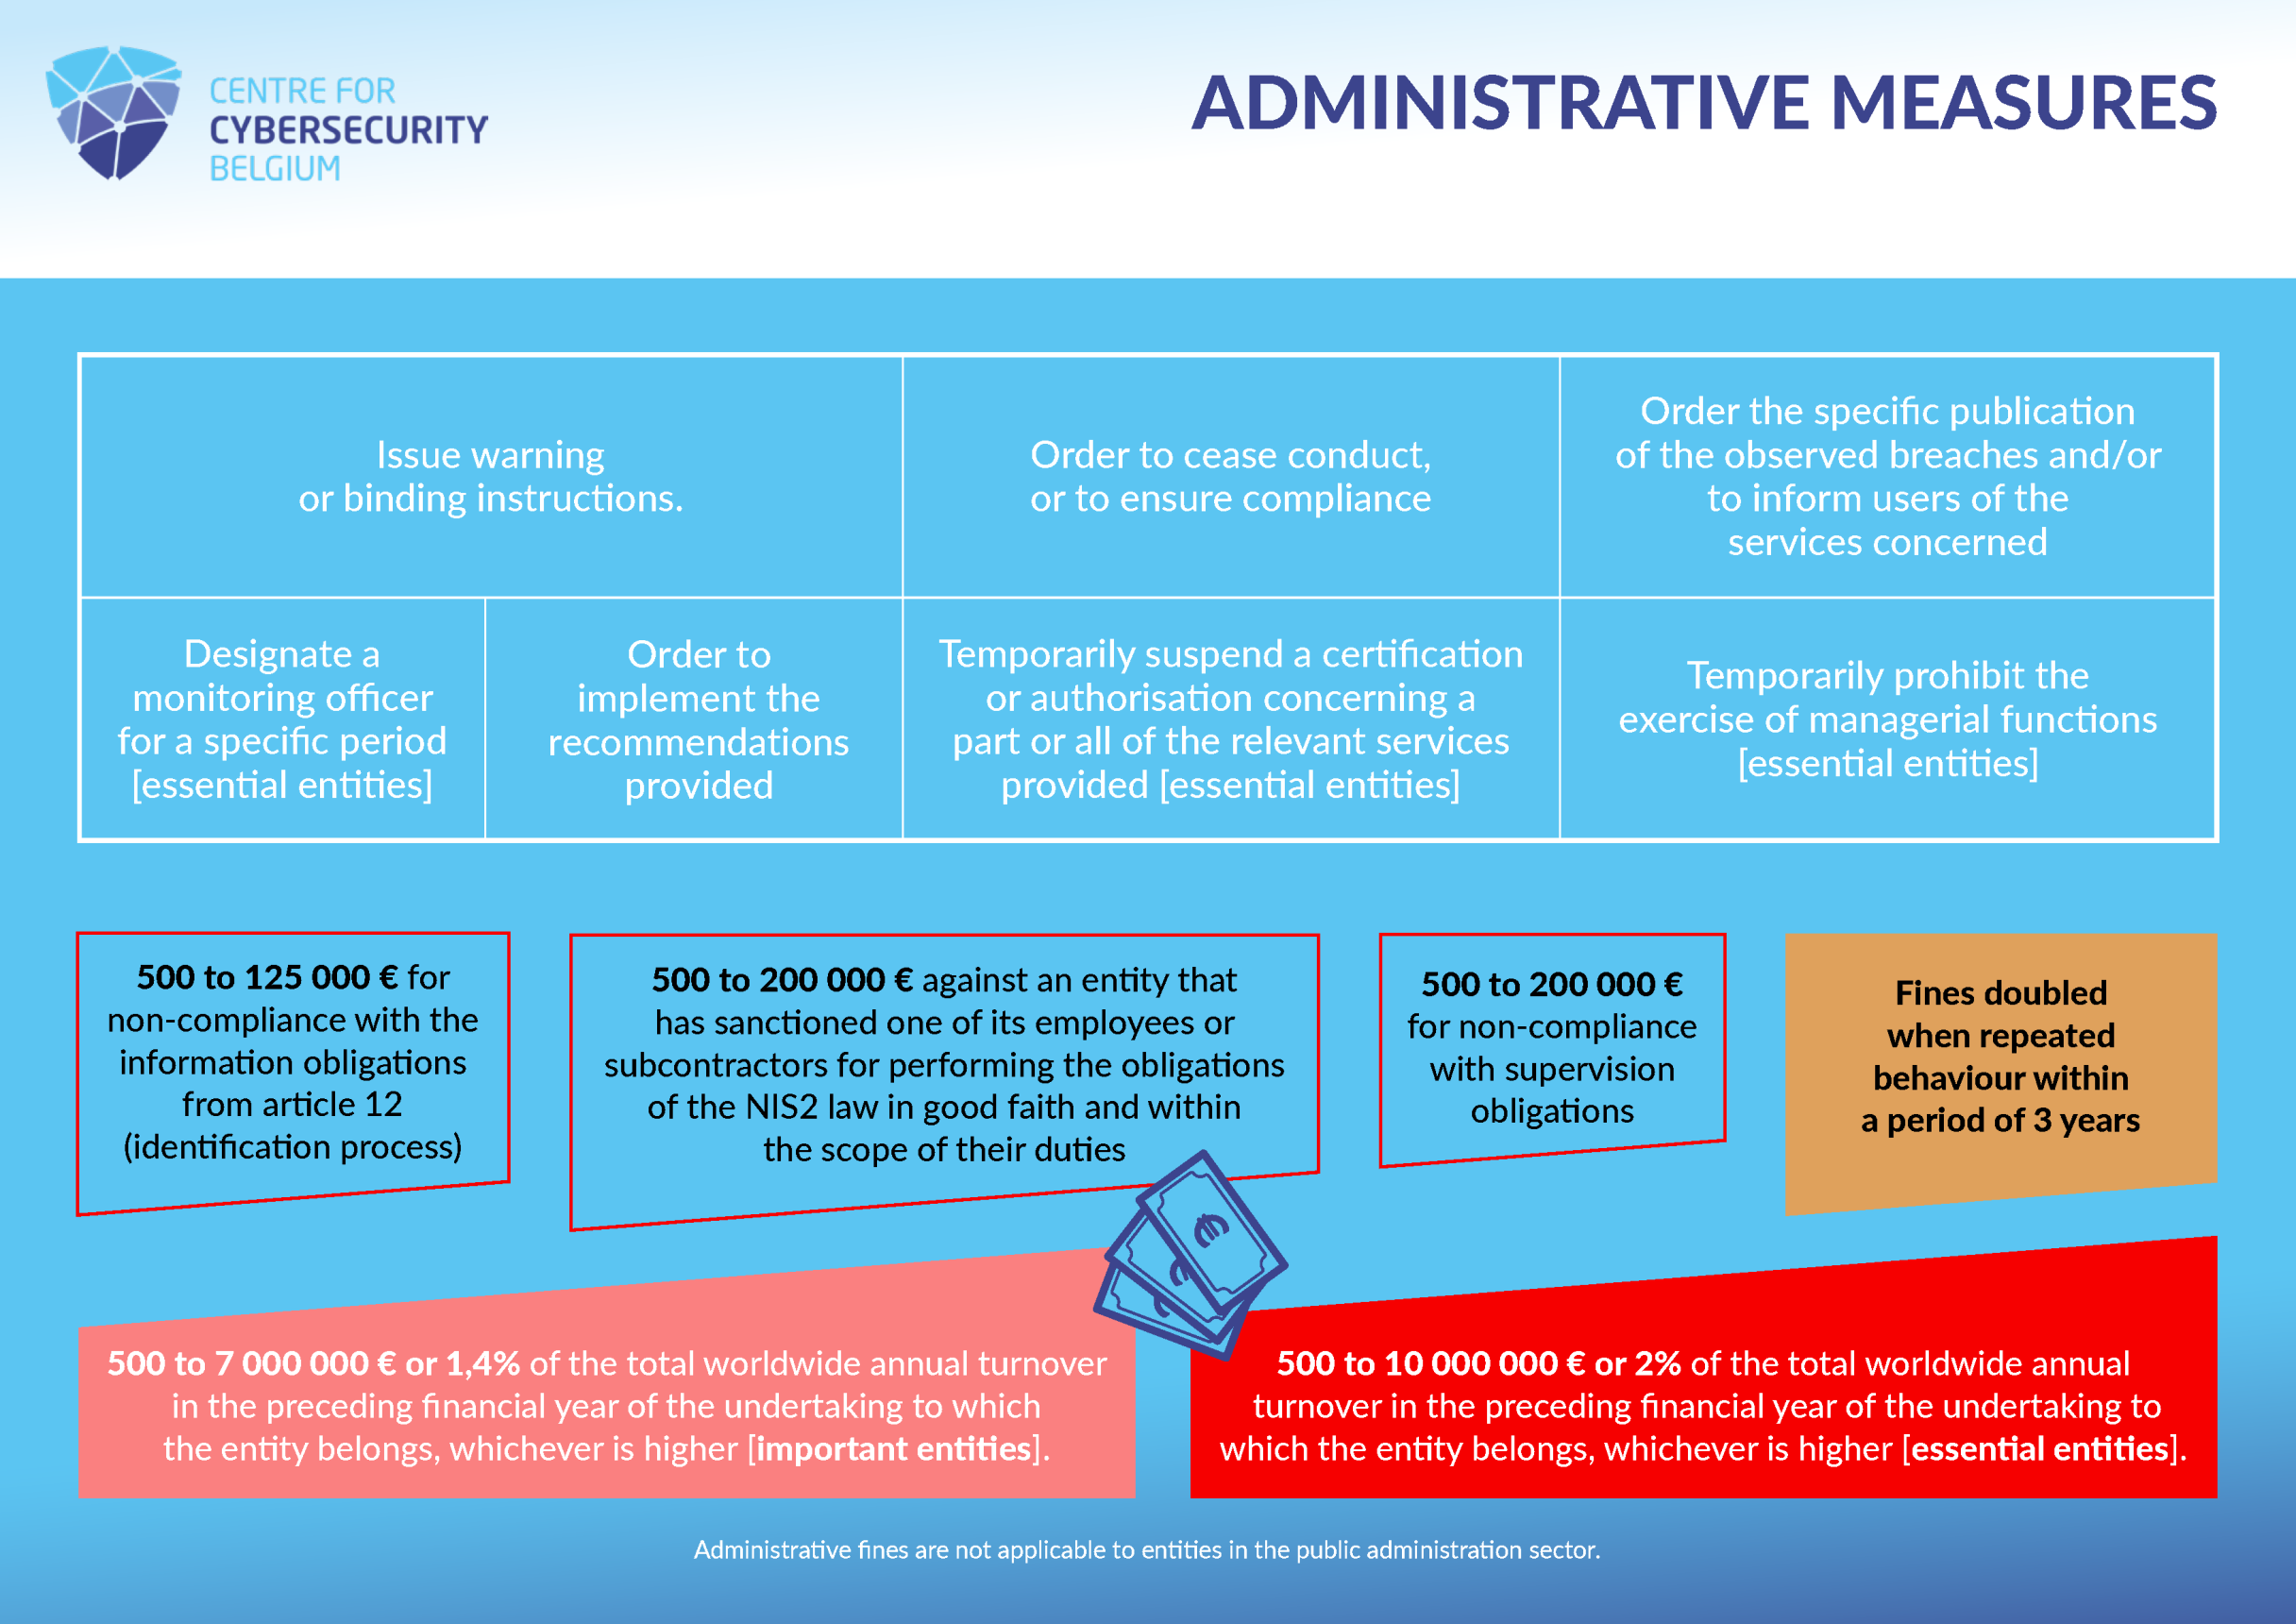 CENTRE FOR
CYBERSECURITY
BELGIUM
ADMINISTRATIVE MEASURES
Issue warning
or binding instructions.
Order to cease conduct,
or to ensure compliance
Order the specific publication
of the observed breaches and/or
to inform users of the
services concerned
Designate a
monitoring officer
for a specific period
[essential entities]
Order to
implement the
recommendations
provided
Temporarily suspend a certification
or authorisation concerning a
part or all of the relevant services
provided [essential entities]
Temporarily prohibit the
exercise of managerial functions
[essential entities]
500 to 125 000 € for
non-compliance with the
information obligations
from article 12
(identification process)
500 to 200 000 € against an entity that
has sanctioned one of its employees or
subcontractors for performing the obligations
of the NIS2 law in good faith and within
the scope of their duties
500 to 200 000 €
for non-compliance
with supervision
obligations
Fines doubled
when repeated
behaviour within
a period of 3 years
€
€
€
500 to 7 000 000 € or 1,4% of the total worldwide annual turnover
in the preceding financial year of the undertaking to which
the entity belongs, whichever is higher [important entities].
500 to 10 000 000 € or 2% of the total worldwide annual
turnover in the preceding financial year of the undertaking to
which the entity belongs, whichever is higher [essential entities].
Administrative fines are not applicable to entities in the public administration sector.